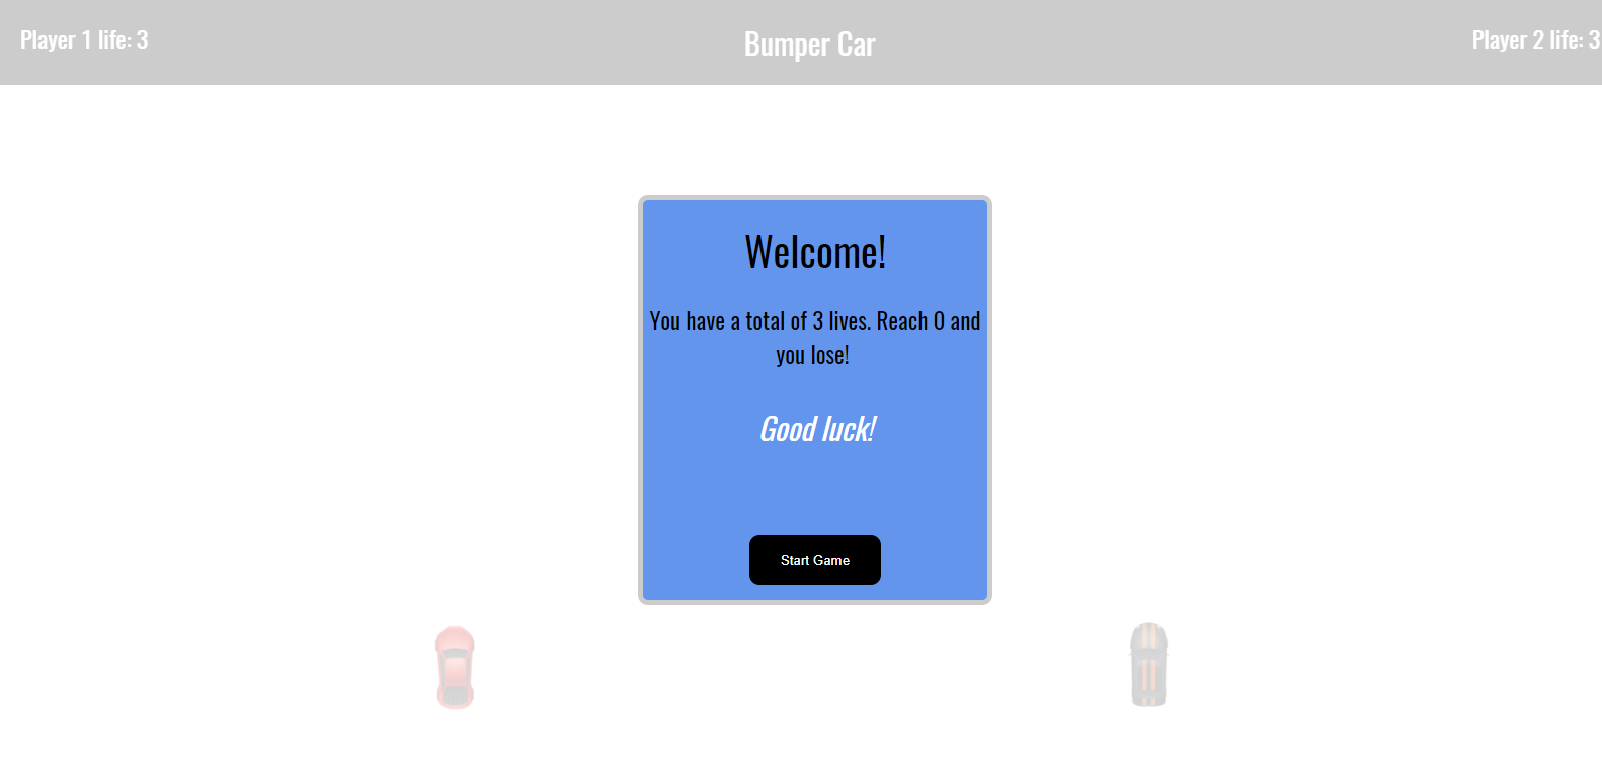 Player 1 life: 3
Bumper Car
Player 2 life: 3
Welcome!
You have a total of 3 lives. Reach 0 and
you lose!
Good luck!
Start Game